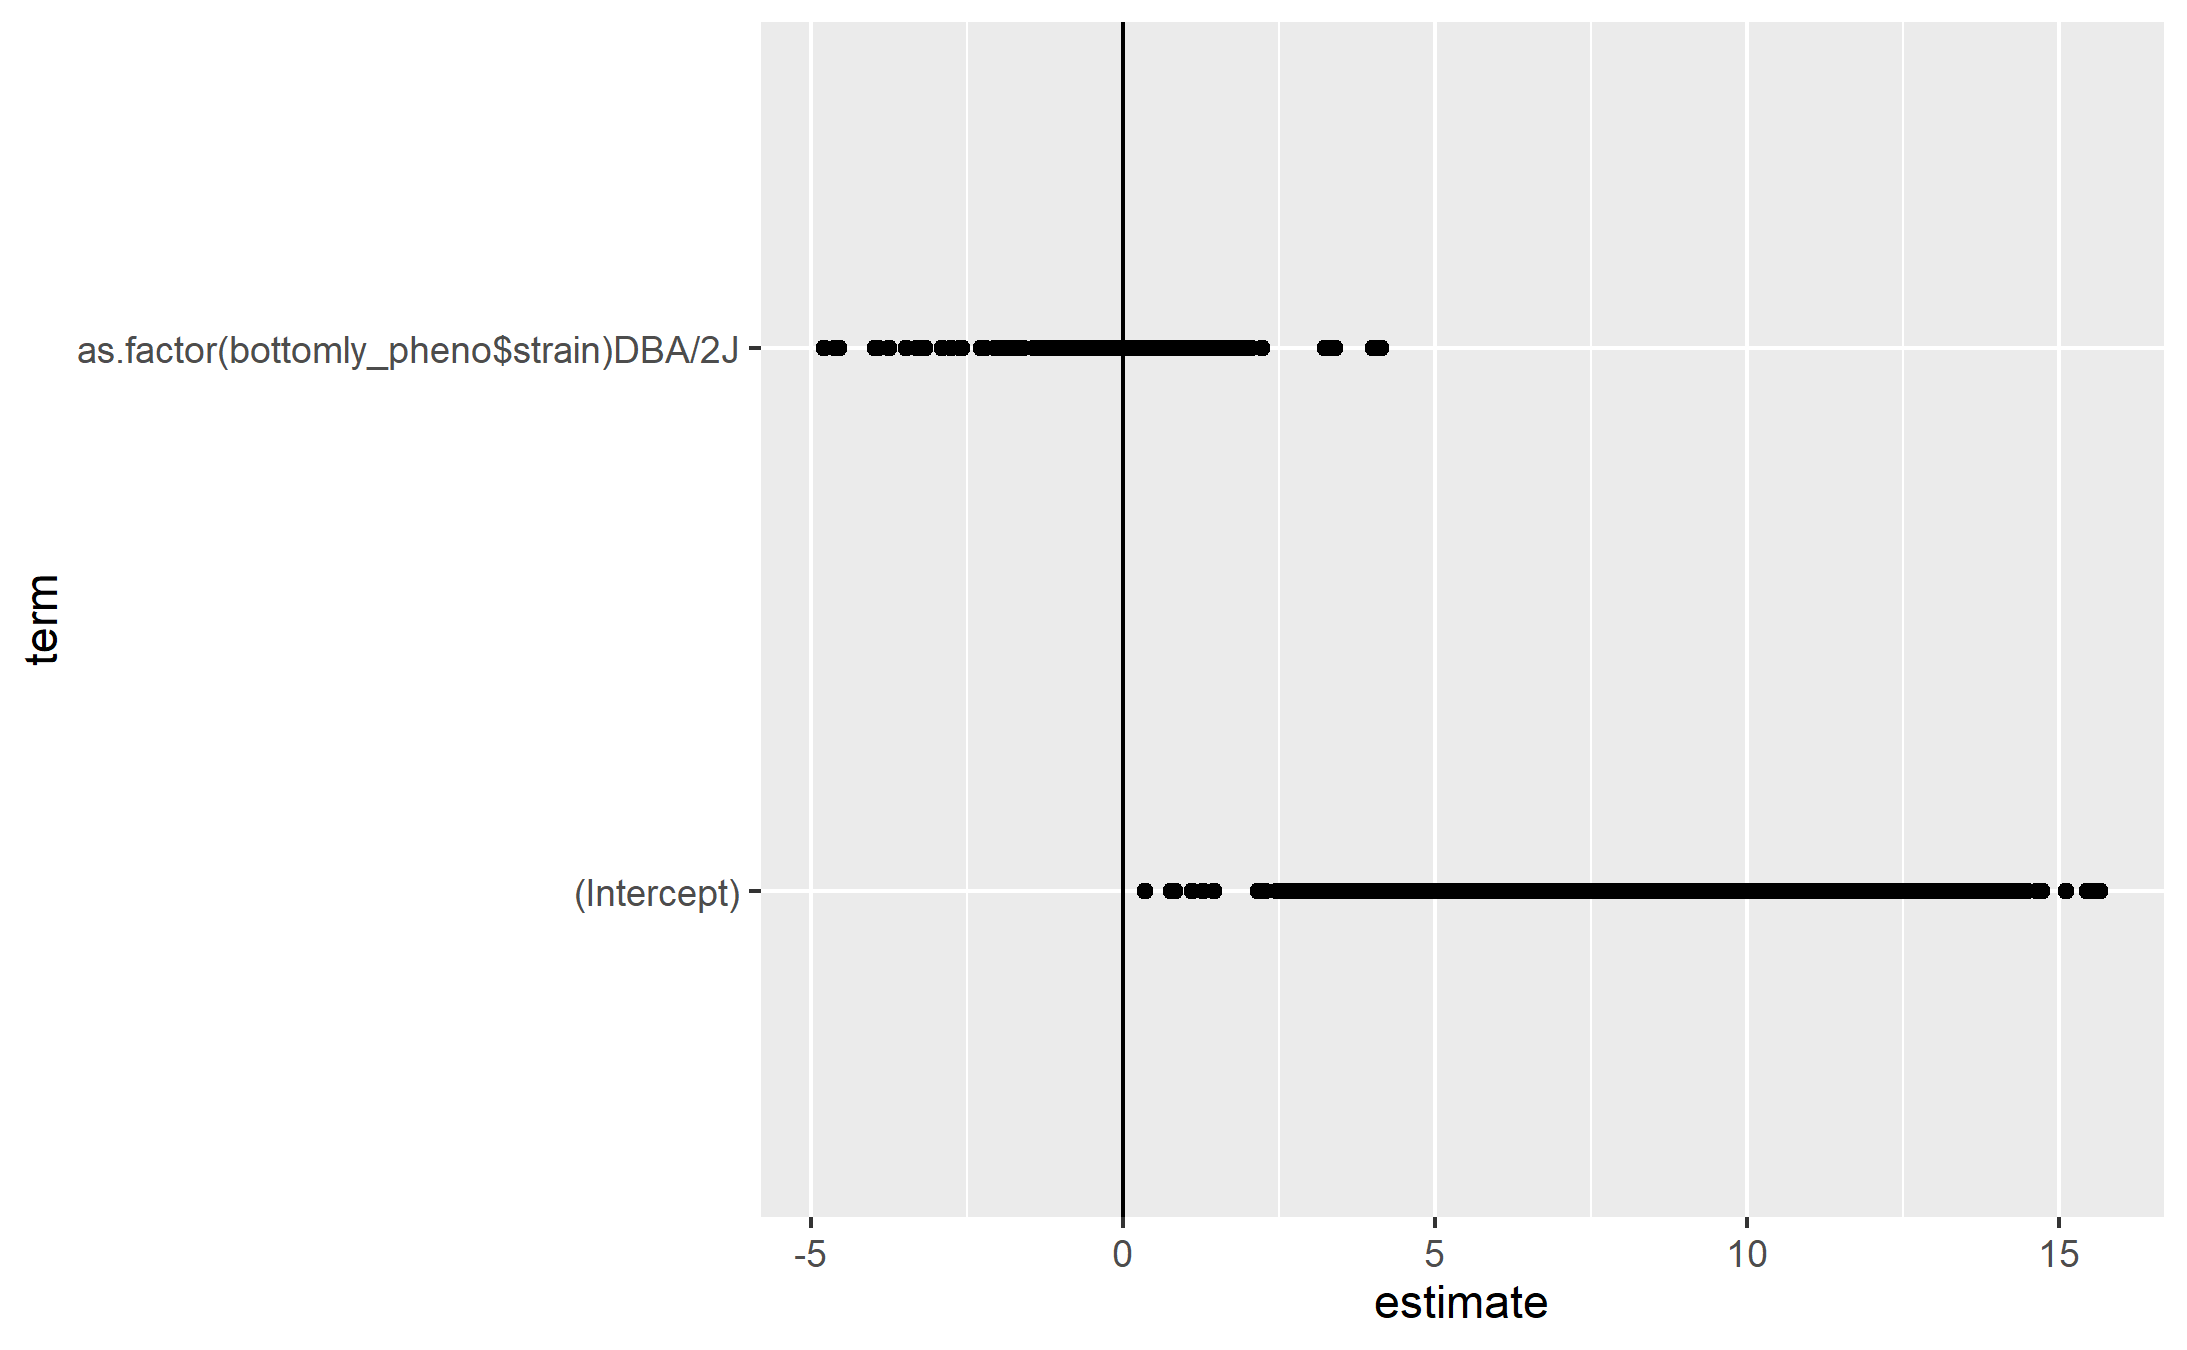 term
as.factor(bottomly_pheno$strain)DBA/2J
(Intercept)
-5 0 5 10 15
estimate